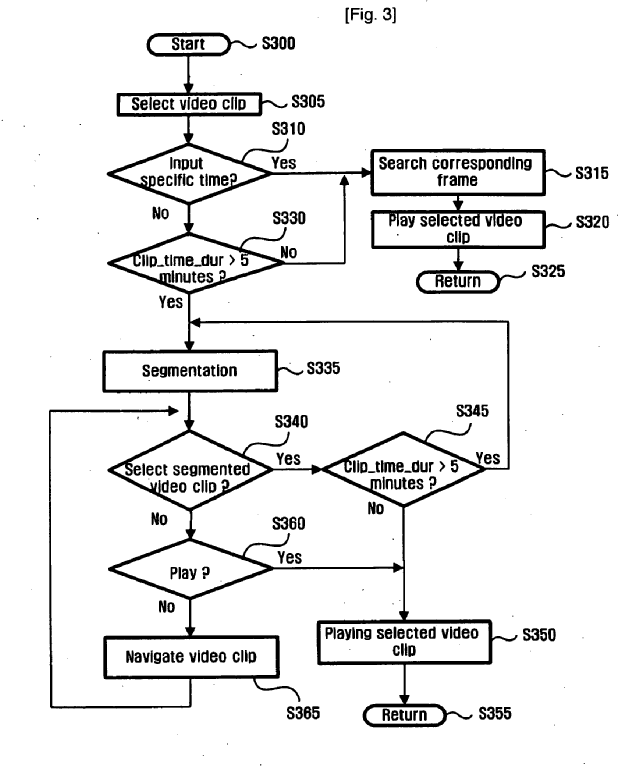 [Fig. 3]
Start
S300
Select video clip
S305
S310
Input
specific time?
Yes
No
Search corresponding
frame
S315
Play selected video
clip
S320
Return
S325
S330
Clip_time_dur > 5
minutes ?
No
Yes
Segmentation
S335
S340
Select segmented
video clip ?
Yes
No
S345
Clip_time_dur > 5
minutes ?
Yes
No
S360
Play ?
Yes
No
Navigate video clip
S365
Playing selected video
clip
S350
Return
S355